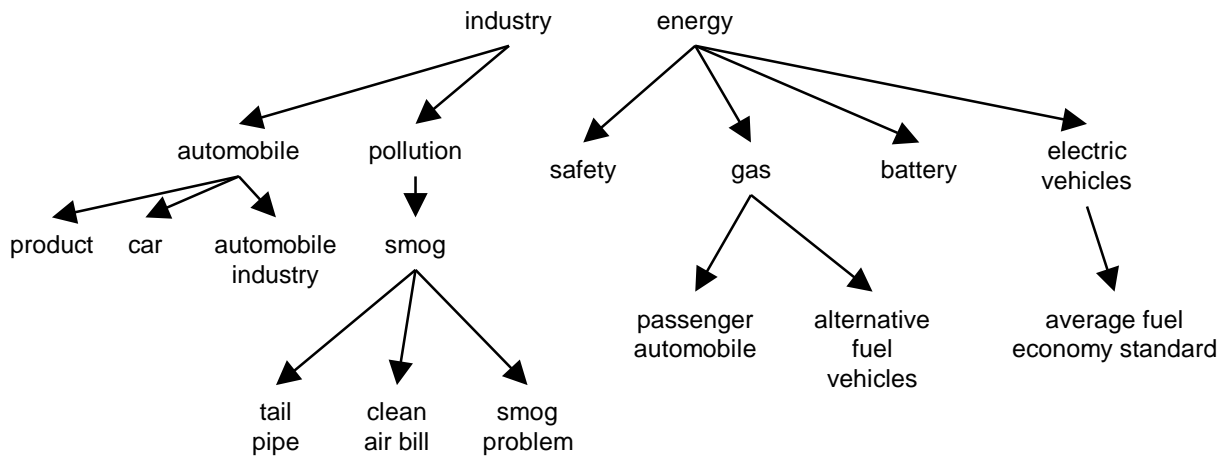 industry
energy
automobile
pollution
safety
gas
battery
electric
vehicles
product
car
automobile
industry
smog
passenger
automobile
alternative
fuel
vehicles
average fuel
economy standard
tail
pipe
clean
air bill
smog
problem